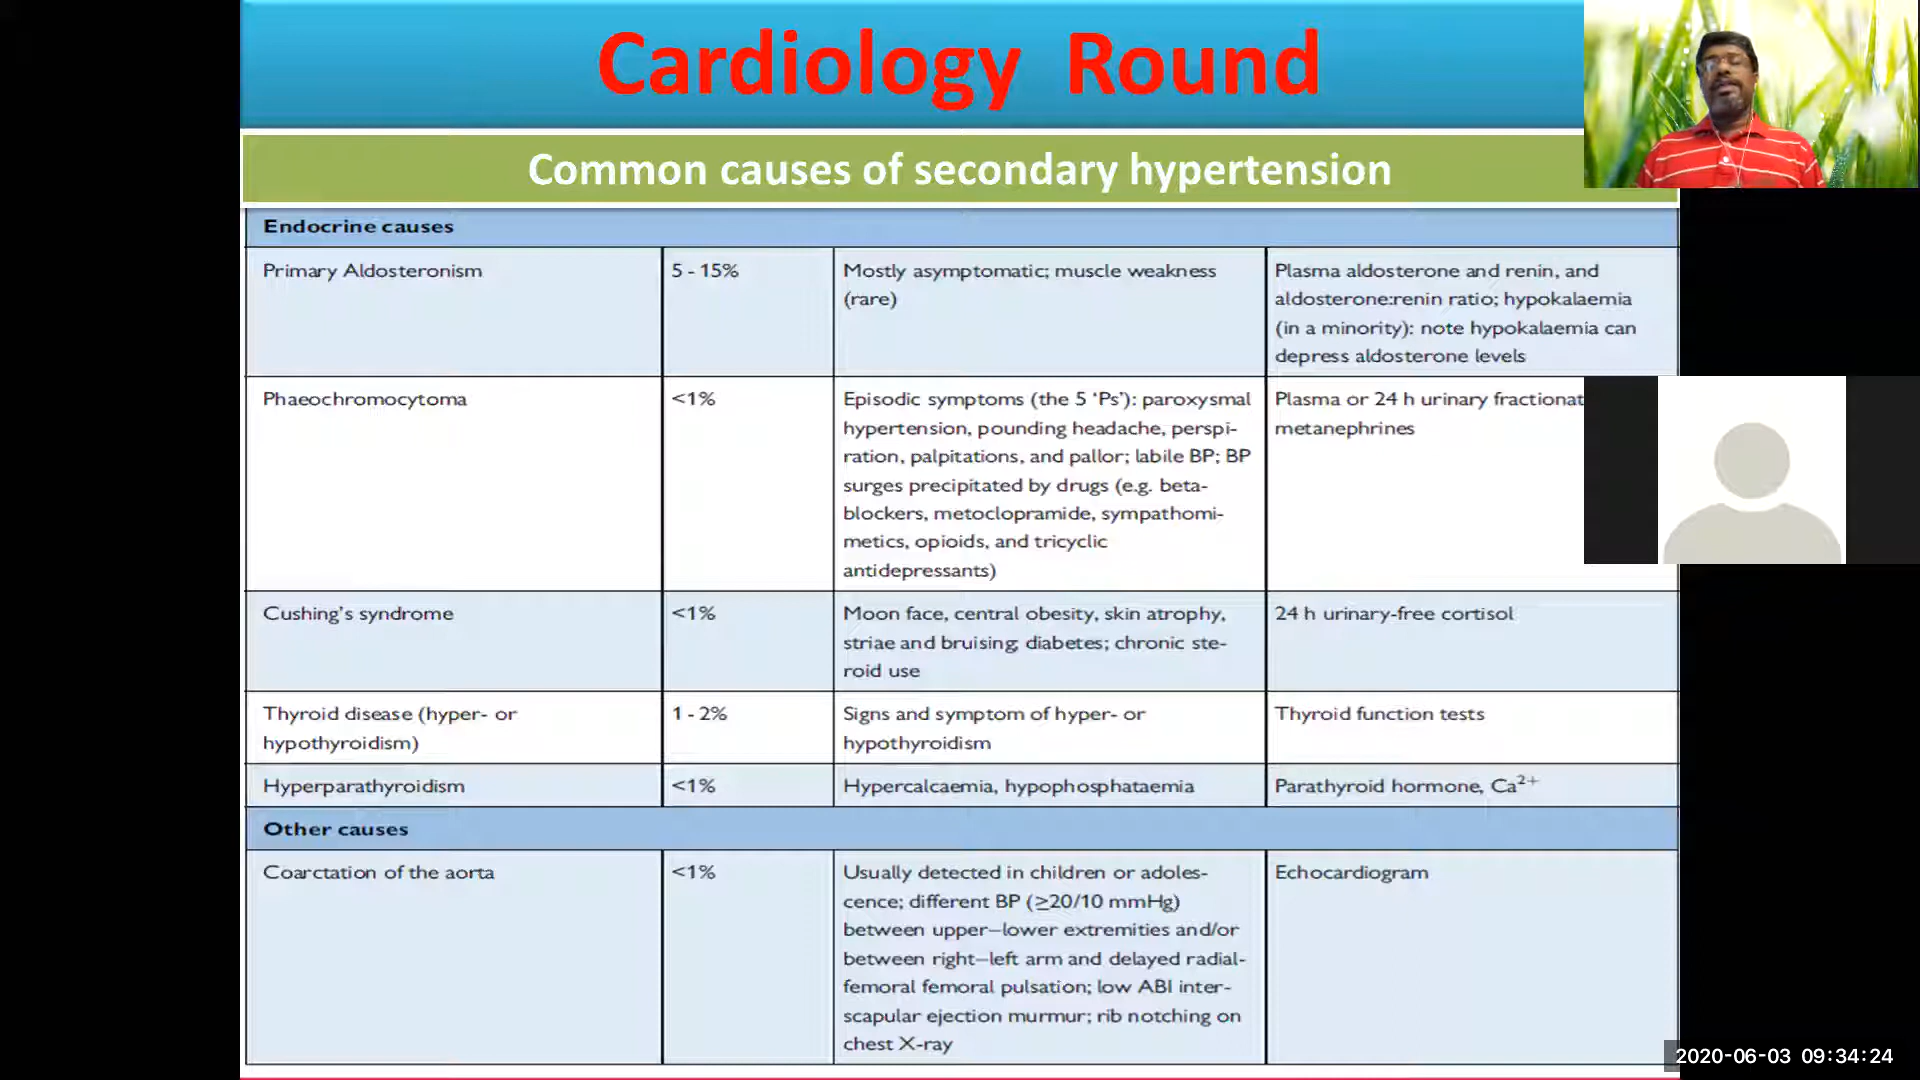 Cardiology Round
Common causes of secondary hypertension
Endocrine causes
Primary Aldosteronism
5 - 15%
Mostly asymptomatic; muscle weakness
(rare)
Plasma aldosterone and renin, and
aldosterone:renin ratio; hypokalaemia
(in a minority): note hypokalaemia can
depress aldosterone levels
Phaeochromocytoma
<1%
Episodic symptoms (the 5 ‘Ps’): paroxysmal
hypertension, pounding headache, perspi-
ration, palpitations, and pallor; labile BP; BP
surges precipitated by drugs (e.g. beta-
blockers, metoclopramide, sympathomi-
metics, opioids, and tricyclic
antidepressants)
Plasma or 24 h urinary fractionat
metanephrines
Cushing’s syndrome
<1%
Moon face, central obesity, skin atrophy,
striae and bruising; diabetes; chronic ste-
roid use
24 h urinary-free cortisol
Thyroid disease (hyper- or
hypothyroidism)
1 - 2%
Signs and symptom of hyper- or
hypothyroidism
Thyroid function tests
Hyperparathyroidism
<1%
Hypercalcaemia, hypophosphataemia
Parathyroid hormone, Ca²⁺
Other causes
Coarctation of the aorta
<1%
Usually detected in children or adoles-
cence; different BP (≥20/10 mmHg)
between upper–lower extremities and/or
between right–left arm and delayed radial-
femoral femoral pulsation; low ABI inter-
scapular ejection murmur; rib notching on
chest X-ray
Echocardiogram
2020-06-03 09:34:24